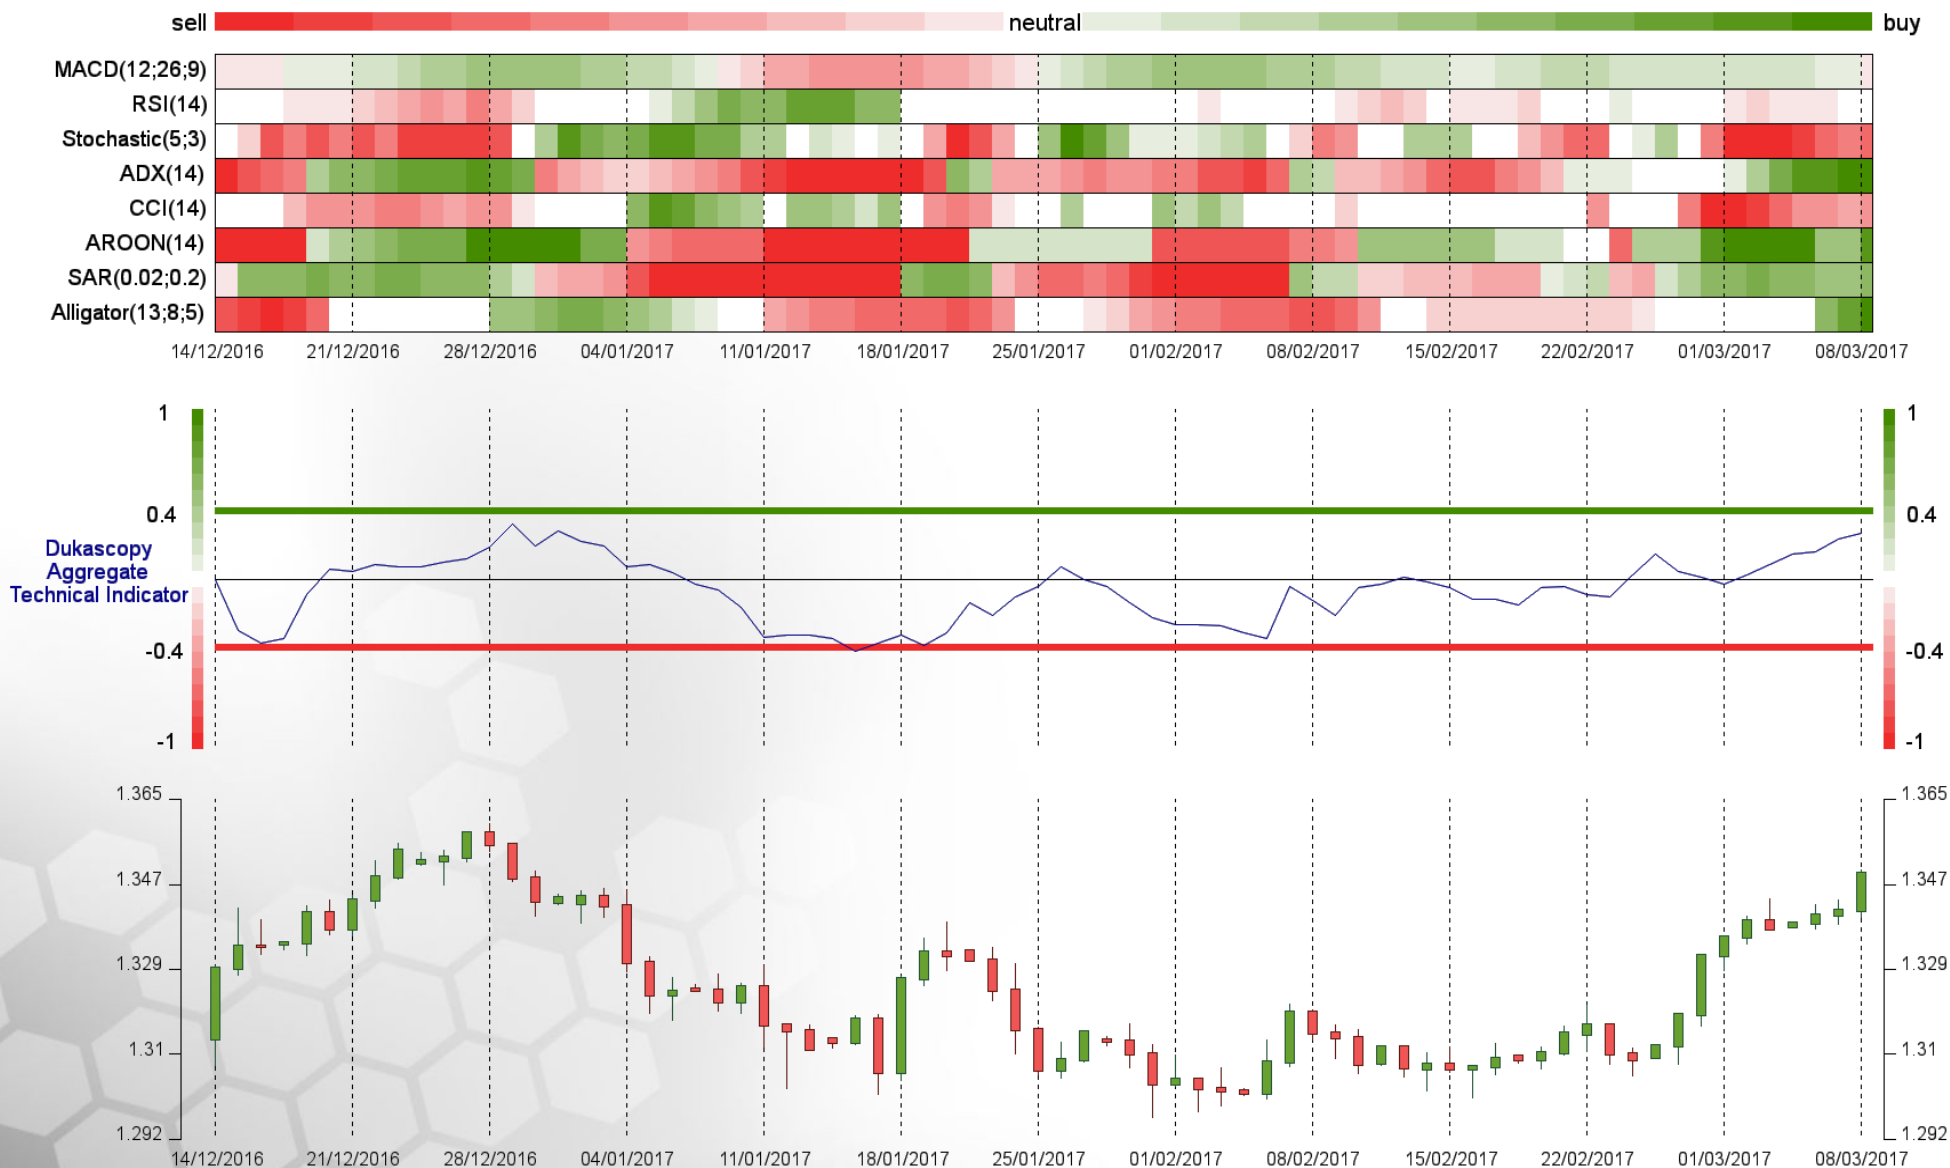 sell neutral buy
MACD(12;26;9)
RSI(14)
Stochastic(5;3)
ADX(14)
CCI(14)
AROON(14)
SAR(0.02;0.2)
Alligator(13;8;5)
14/12/2016 21/12/2016 28/12/2016 04/01/2017 11/01/2017 18/01/2017 25/01/2017 01/02/2017 08/02/2017 15/02/2017 22/02/2017 01/03/2017 08/03/2017
1 1
0.4 0.4
Dukascopy
Aggregate
Technical Indicator
-0.4 -0.4
-1 -1
1.365 1.365
1.347 1.347
1.329 1.329
1.31 1.31
1.292 1.292
14/12/2016 21/12/2016 28/12/2016 04/01/2017 11/01/2017 18/01/2017 25/01/2017 01/02/2017 08/02/2017 15/02/2017 22/02/2017 01/03/2017 08/03/2017